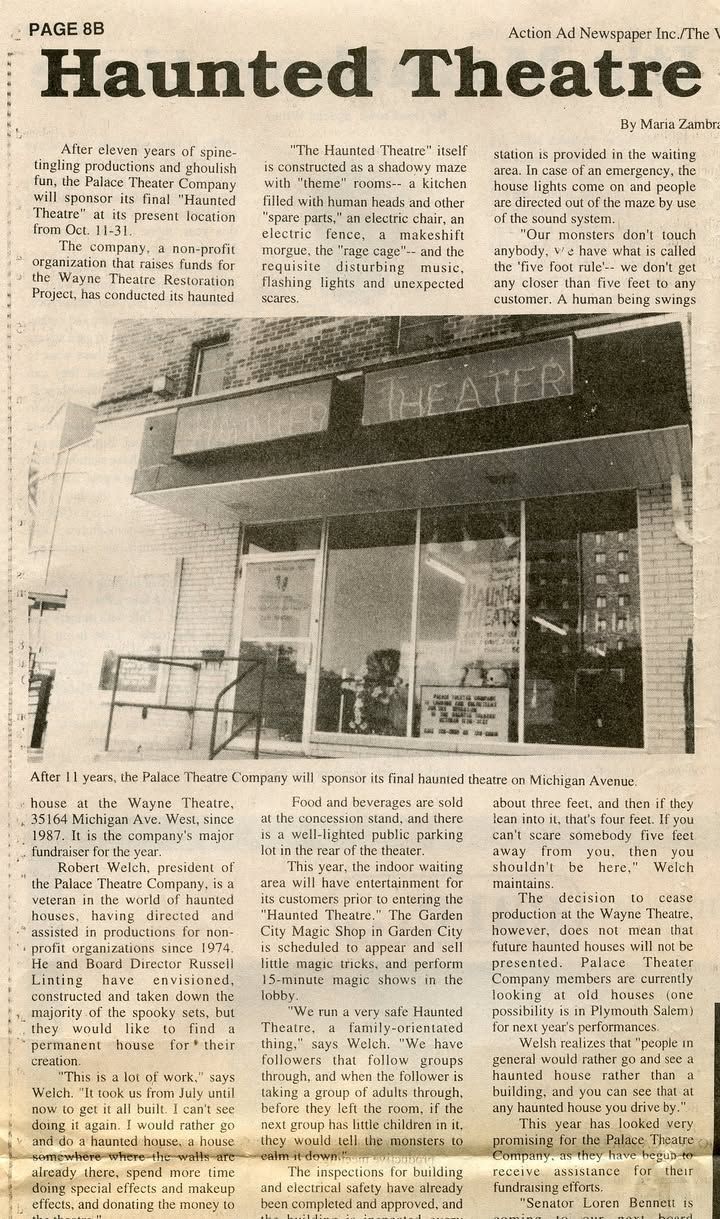 PAGE 8B
Action Ad Newspaper Inc./The
Haunted Theatre
By Maria Zambra
After eleven years of spine-
tingling productions and ghoulish
fun, the Palace Theater Company
will sponsor its final "Haunted
Theatre" at its present location
from Oct. 11-31.
The company, a non-profit
organization that raises funds for
the Wayne Theatre Restoration
Project, has conducted its haunted
"The Haunted Theatre" itself
is constructed as a shadowy maze
with "theme" rooms-- a kitchen
filled with human heads and other
"spare parts," an electric chair, an
electric fence, a makeshift
morgue, the "rage cage"-- and the
requisite disturbing music,
flashing lights and unexpected
scares.
station is provided in the waiting
area. In case of an emergency, the
house lights come on and people
are directed out of the maze by use
of the sound system.
"Our monsters don't touch
anybody, we have what is called
the 'five foot rule'-- we don't get
any closer than five feet to any
customer. A human being swings
HAUNTED THEATER
HAUNTED
THEATRE
PALACE THEATRE COMPANY
After 11 years, the Palace Theatre Company will sponsor its final haunted theatre on Michigan Avenue.
house at the Wayne Theatre,
35164 Michigan Ave. West, since
1987. It is the company's major
fundraiser for the year.
Robert Welch, president of
the Palace Theatre Company, is a
veteran in the world of haunted
houses, having directed and
assisted in productions for non-
profit organizations since 1974.
He and Board Director Russell
Linting have envisioned,
constructed and taken down the
majority of the spooky sets, but
they would like to find a
permanent house for their
creation.
"This is a lot of work," says
Welch. "It took us from July until
now to get it all built. I can't see
doing it again. I would rather go
and do a haunted house, a house
somewhere where the walls are
already there, spend more time
doing special effects and makeup
effects, and donating the money to
the theatre."
Food and beverages are sold
at the concession stand, and there
is a well-lighted public parking
lot in the rear of the theater.
This year, the indoor waiting
area will have entertainment for
its customers prior to entering the
"Haunted Theatre." The Garden
City Magic Shop in Garden City
is scheduled to appear and sell
little magic tricks, and perform
15-minute magic shows in the
lobby.
"We run a very safe Haunted
Theatre, a family-orientated
thing," says Welch. "We have
followers that follow groups
through, and when the follower is
taking a group of adults through,
before they left the room, if the
next group has little children in it,
they would tell the monsters to
calm it down."
The inspections for building
and electrical safety have already
been completed and approved, and
the building is inspected every
about three feet, and then if they
lean into it, that's four feet. If you
can't scare somebody five feet
away from you, then you
shouldn't be here," Welch
maintains.
The decision to cease
production at the Wayne Theatre,
however, does not mean that
future haunted houses will not be
presented. Palace Theater
Company members are currently
looking at old houses (one
possibility is in Plymouth Salem)
for next year's performances.
Welsh realizes that "people in
general would rather go and see a
haunted house rather than a
building, and you can see that at
any haunted house you drive by."
This year has looked very
promising for the Palace Theatre
Company, as they have begun to
receive assistance for their
fundraising efforts.
"Senator Loren Bennett is
coming to our next board